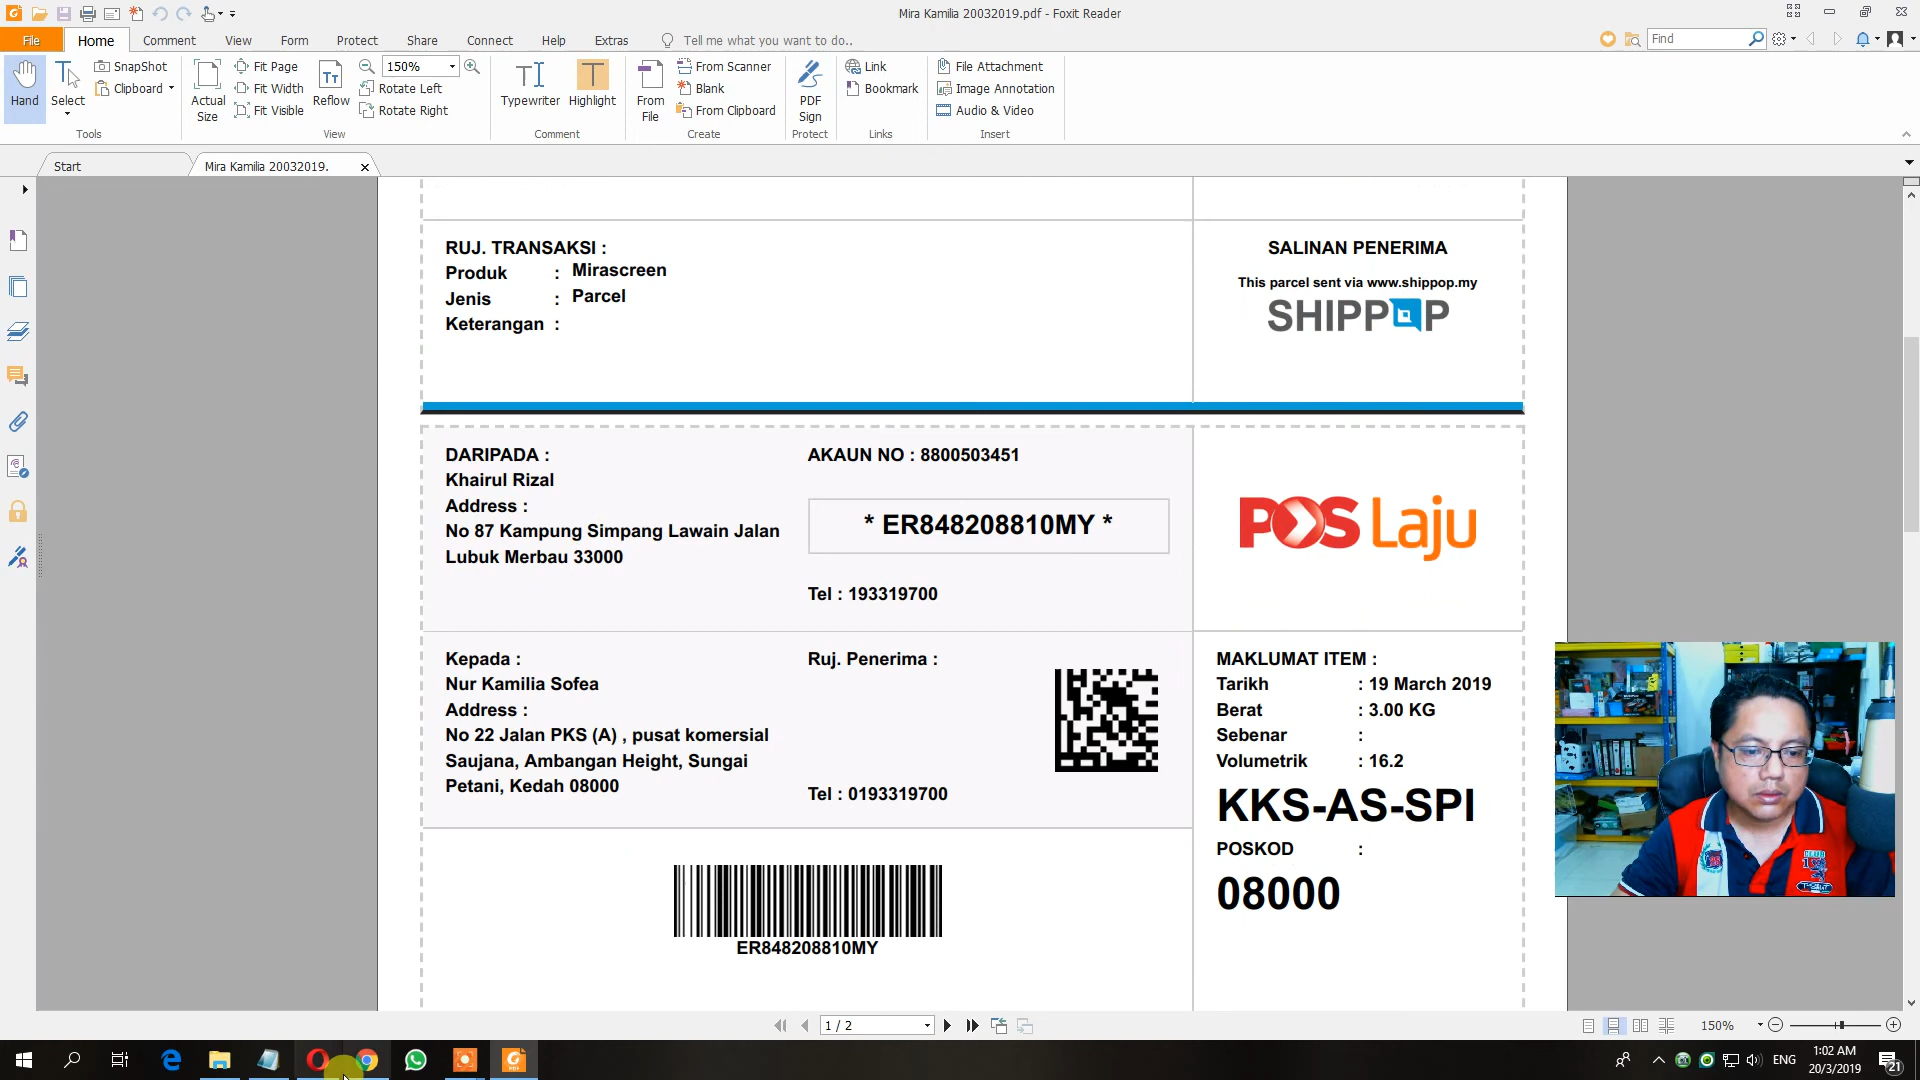 Mira Kamilia 20032019.pdf - Foxit Reader
File Home Comment View Form Protect Share Connect Help Extras Tell me what you want to do.. Find
Hand
Select
SnapShot
Clipboard
Tools
Actual Size
Fit Page
Fit Width
Fit Visible
Reflow
150%
Rotate Left
Rotate Right
View
Typewriter
Highlight
Comment
From File
From Scanner
Blank
From Clipboard
Create
PDF Sign
Protect
Link
Bookmark
Links
File Attachment
Image Annotation
Audio & Video
Insert
Start
Mira Kamilia 20032019.
RUJ. TRANSAKSI :
Produk : Mirascreen
Jenis : Parcel
Keterangan :
SALINAN PENERIMA
This parcel sent via www.shippop.my
SHIPPOP
DARIPADA :
Khairul Rizal
Address :
No 87 Kampung Simpang Lawain Jalan
Lubuk Merbau 33000
AKAUN NO : 8800503451
* ER848208810MY *
Tel : 193319700
POS Laju
Kepada :
Nur Kamilia Sofea
Address :
No 22 Jalan PKS (A) , pusat komersial
Saujana, Ambangan Height, Sungai
Petani, Kedah 08000
Ruj. Penerima :
Tel : 0193319700
MAKLUMAT ITEM :
Tarikh : 19 March 2019
Berat : 3.00 KG
Sebenar :
Volumetrik : 16.2
KKS-AS-SPI
POSKOD :
08000
ER848208810MY
1 / 2
150%
ENG
1:02 AM
20/3/2019
21